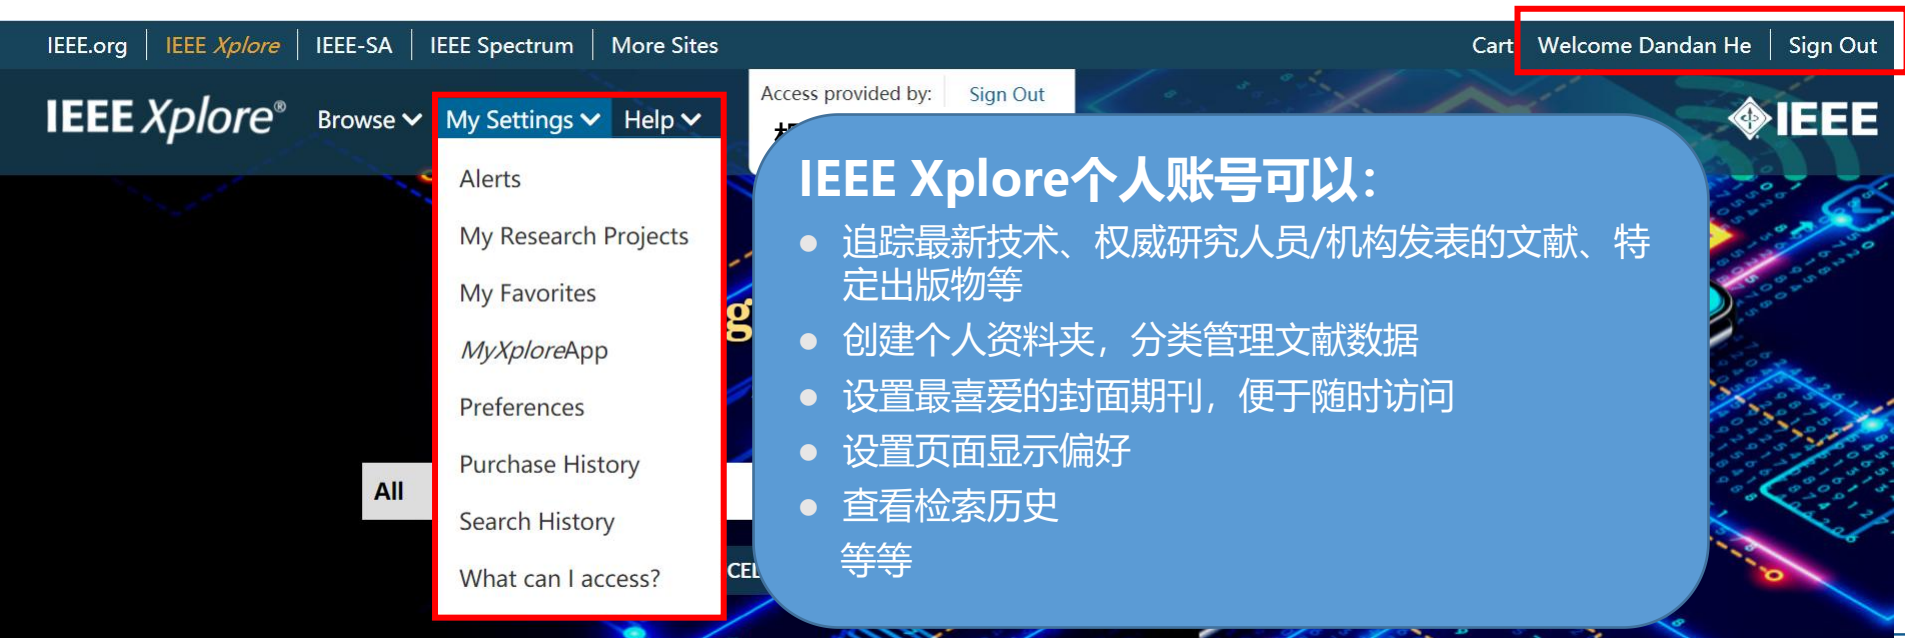 IEEE.org IEEE Xplore IEEE-SA IEEE Spectrum More Sites Cart Welcome Dandan He Sign Out
IEEE Xplore® Browse My Settings Help
Access provided by: Sign Out
IEEE
Alerts
My Research Projects
My Favorites
MyXploreApp
Preferences
Purchase History
Search History
What can I access?
All
IEEE Xplore个人账号可以：
● 追踪最新技术、权威研究人员/机构发表的文献、特
定出版物等
● 创建个人资料夹，分类管理文献数据
● 设置最喜爱的封面期刊，便于随时访问
● 设置页面显示偏好
● 查看检索历史
等等